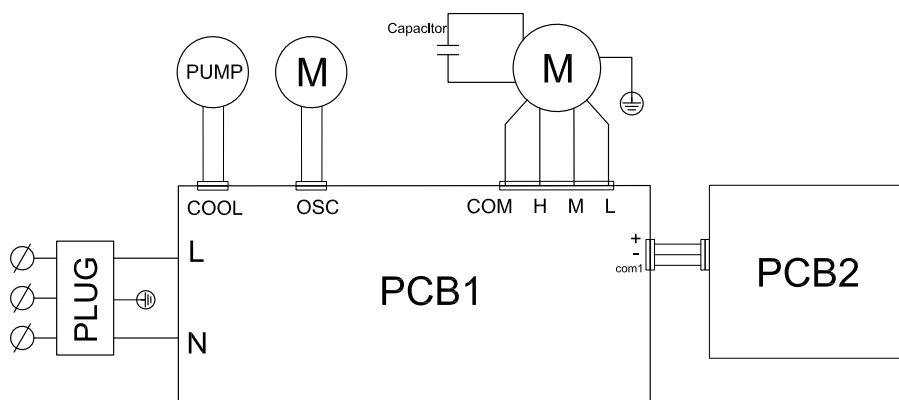 Capacitor
PUMP
M
M
COOL
OSC
COM H M L
PLUG
L
N
PCB1
+
-
com1
PCB2